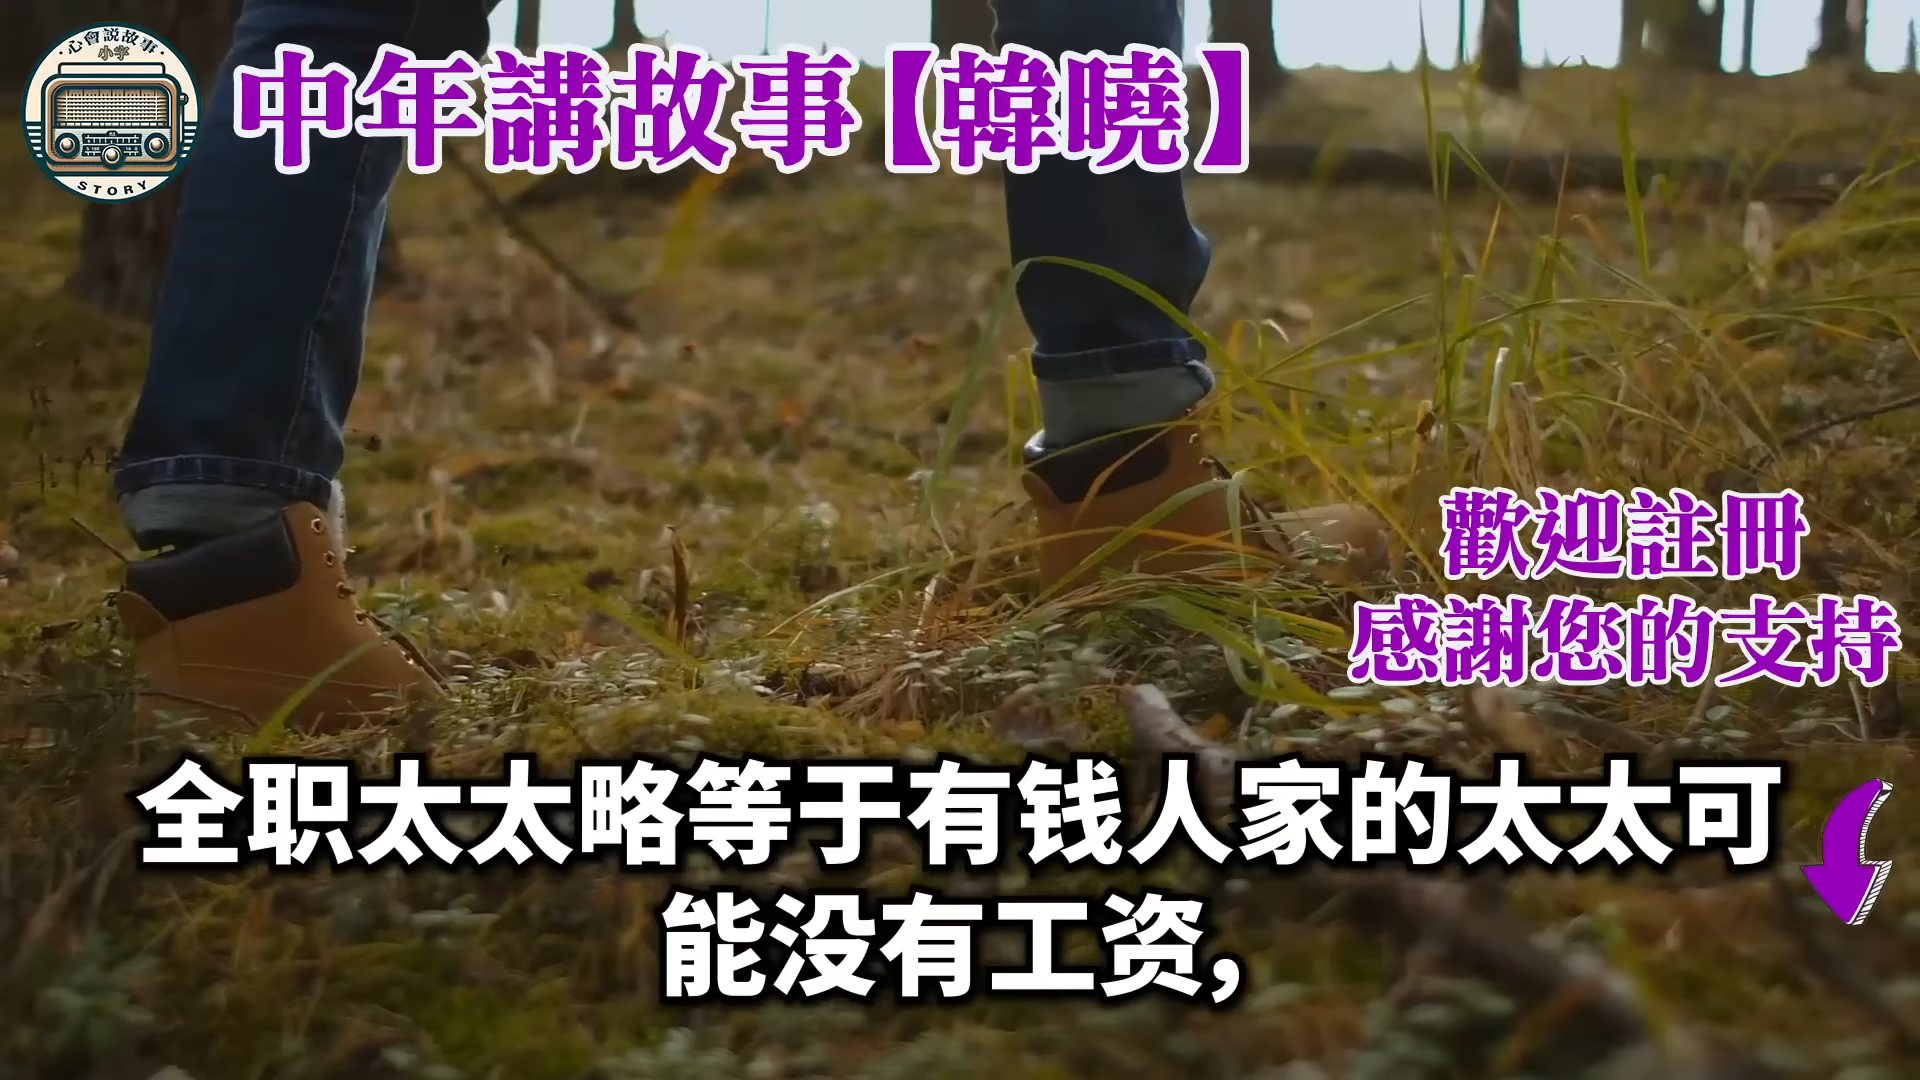 心會説故事
小宇
STORY
中年講故事【韓曉】
歡迎註冊
感謝您的支持
全职太太略等于有钱人家的太太可
能没有工资,